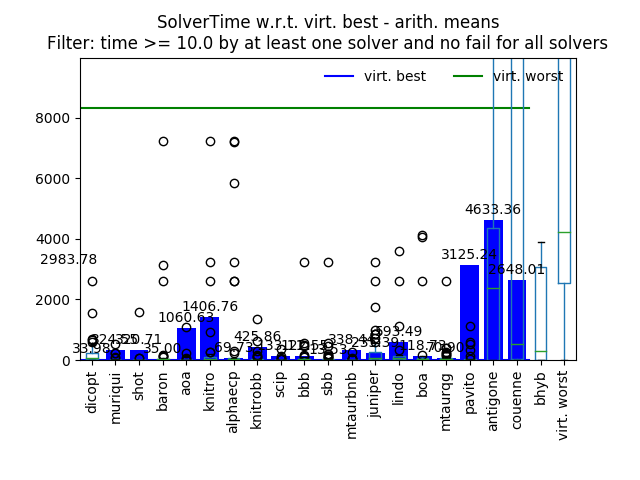 SolverTime w.r.t. virt. best - arith. means
Filter: time >= 10.0 by at least one solver and no fail for all solvers
virt. best
virt. worst
8000
6000
4000
2000
0
2983.78
1060.63
1406.76
425.86
593.49
3125.24
4633.36
2648.01
35.00
dicopt
muriqui
shot
baron
aoa
knitro
alphaecp
knitrobb
scip
bbb
sbb
mtaurbnb
juniper
lindo
boa
mtaurqg
pavito
antigone
couenne
bhyb
virt. worst